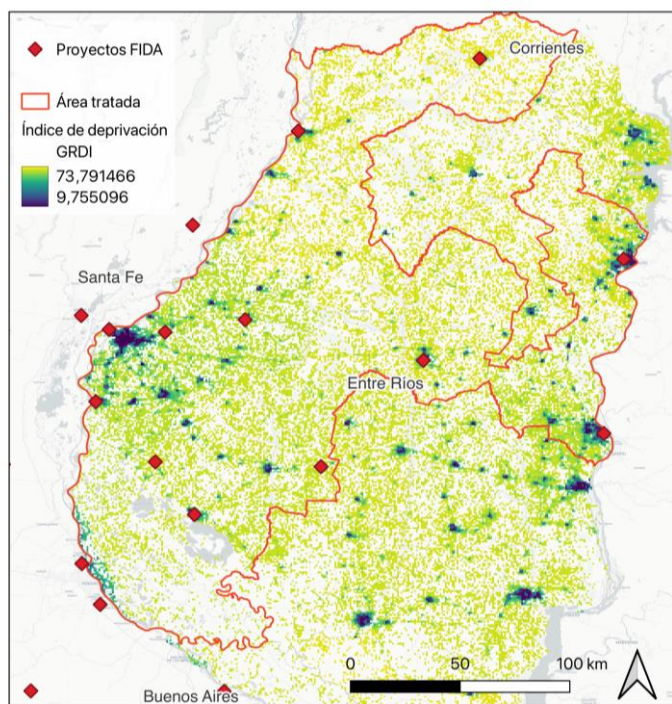 Proyectos FIDA
Área tratada
Índice de deprivación
GRDI
73,791466
9,755096
Corrientes
Santa Fe
Entre Ríos
Buenos Aires
0 50 100 km